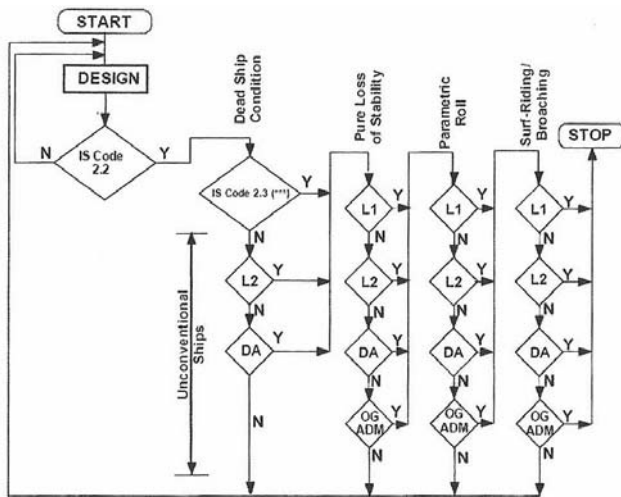 START
DESIGN
IS Code
2.2
N
Y
Dead Ship
Condition
IS Code 2.3 (***)
Y
N
L2
Y
N
DA
Y
N
Unconventional
Ships
Pure Loss
of Stability
L1
Y
N
L2
Y
N
DA
Y
N
OG
ADM
Y
N
Parametric
Roll
L1
Y
N
L2
Y
N
DA
Y
N
OG
ADM
Y
N
Surf-Riding/
Broaching
L1
Y
N
L2
Y
N
DA
Y
N
OG
ADM
Y
N
STOP